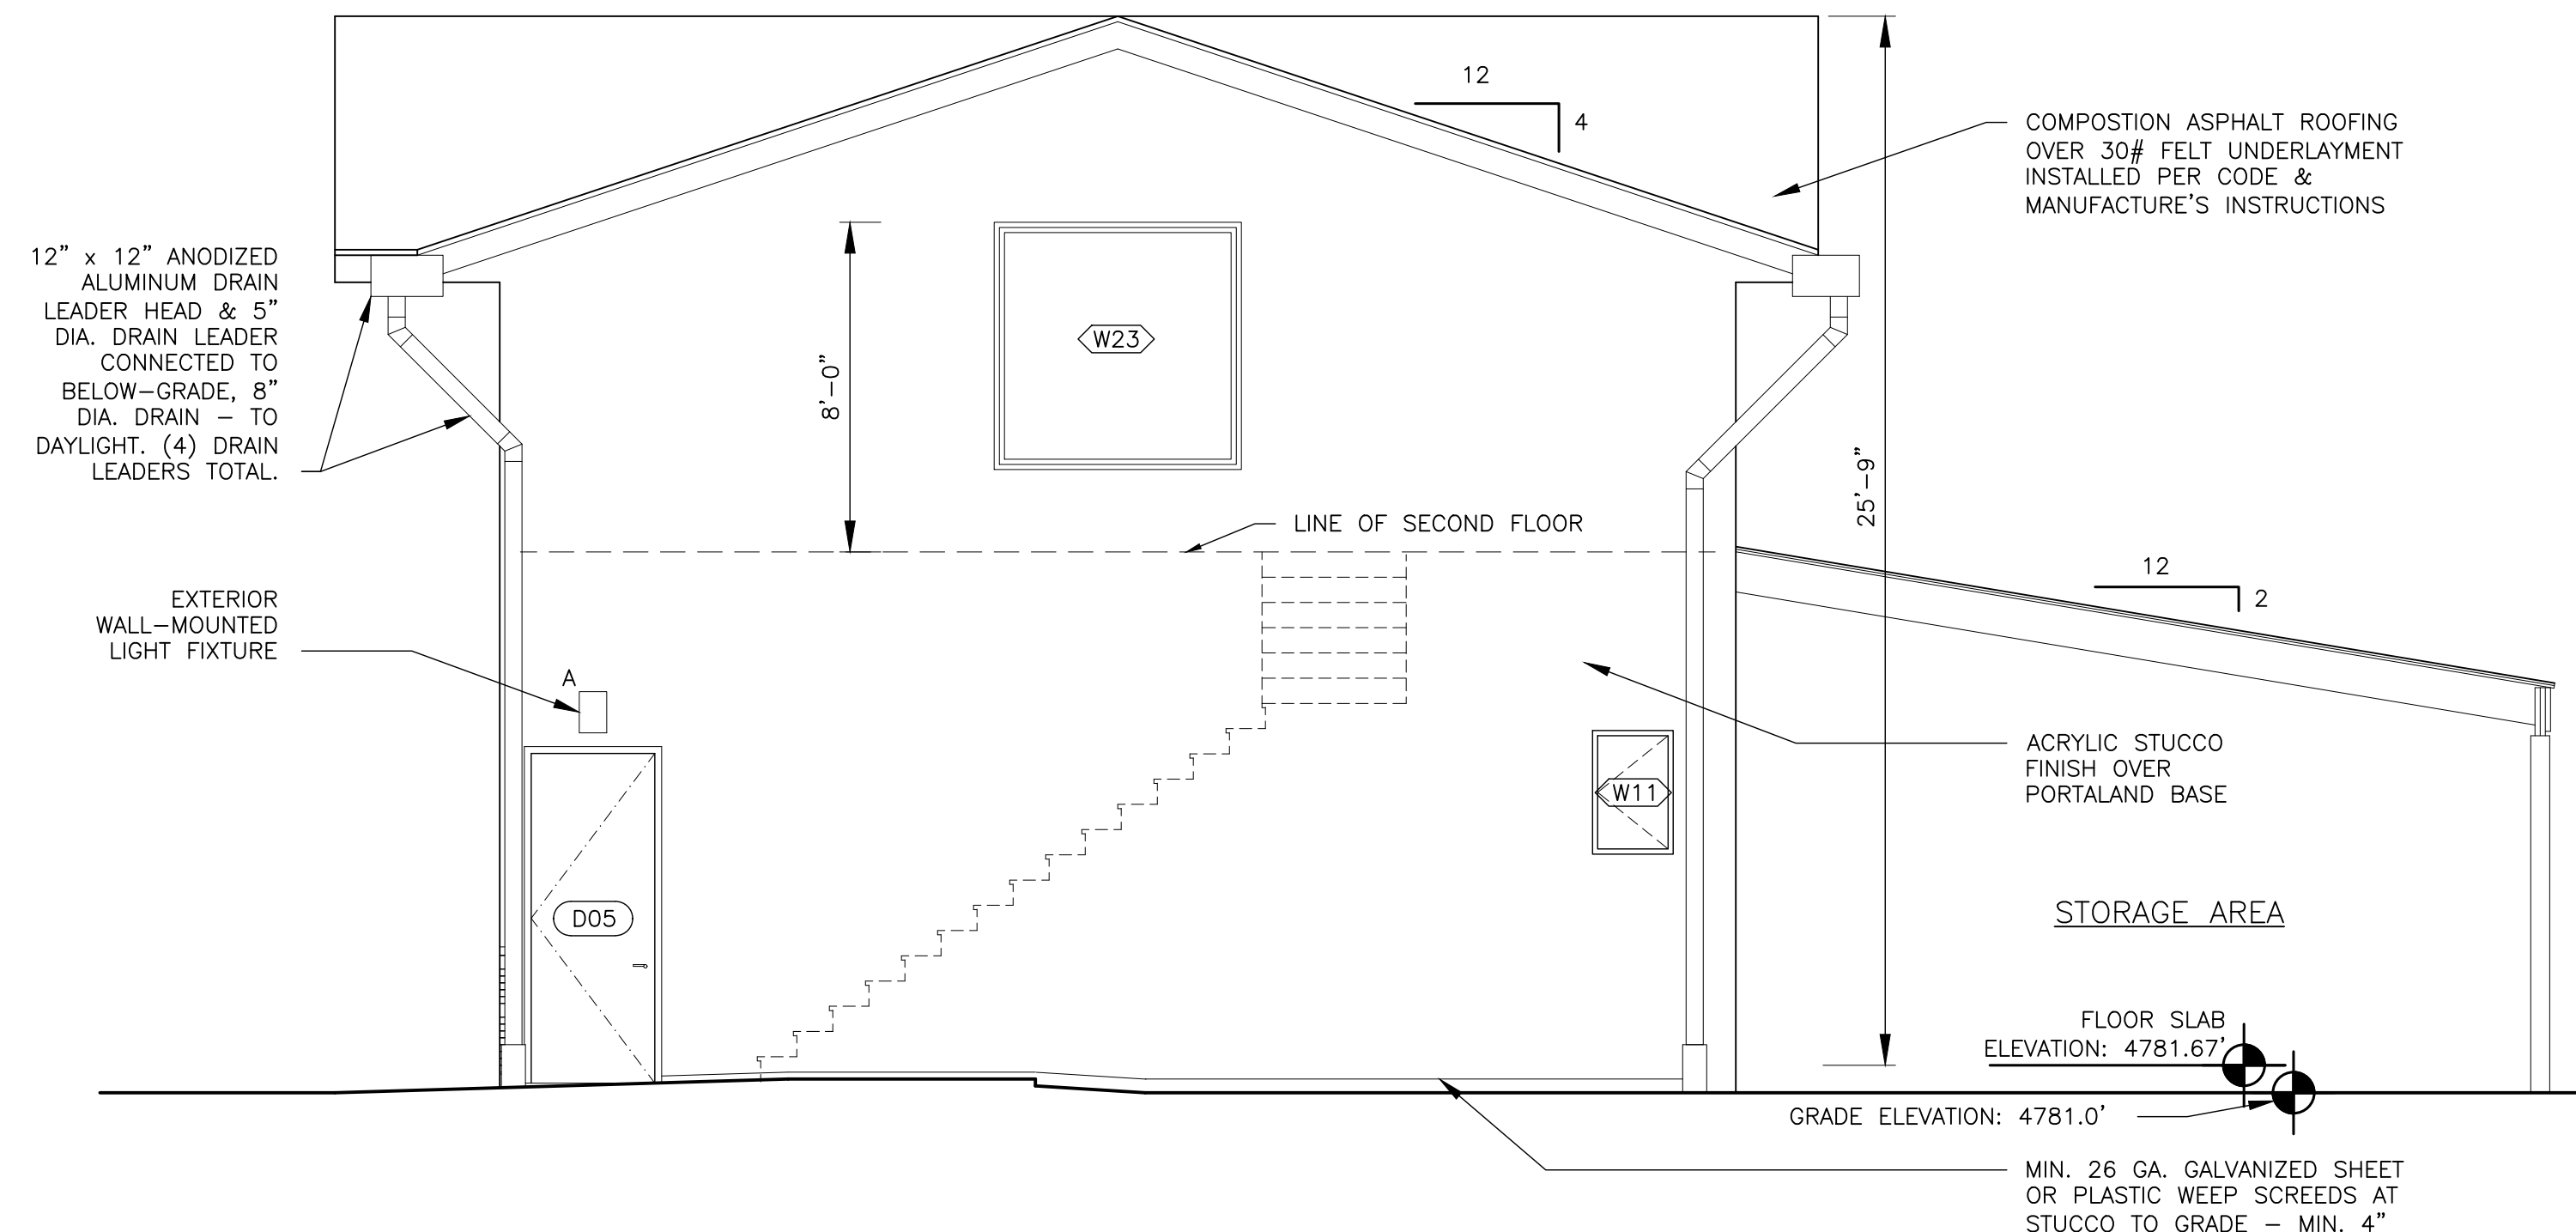 12
4
COMPOSTION ASPHALT ROOFING
OVER 30# FELT UNDERLAYMENT
INSTALLED PER CODE &
MANUFACTURE'S INSTRUCTIONS
12" x 12" ANODIZED
ALUMINUM DRAIN
LEADER HEAD & 5"
DIA. DRAIN LEADER
CONNECTED TO
BELOW-GRADE, 8"
DIA. DRAIN – TO
DAYLIGHT. (4) DRAIN
LEADERS TOTAL.
W23
8'-0"
25'-9"
LINE OF SECOND FLOOR
12
2
EXTERIOR
WALL-MOUNTED
LIGHT FIXTURE
A
ACRYLIC STUCCO
FINISH OVER
PORTALAND BASE
W11
D05
STORAGE AREA
FLOOR SLAB
ELEVATION: 4781.67'
GRADE ELEVATION: 4781.0'
MIN. 26 GA. GALVANIZED SHEET
OR PLASTIC WEEP SCREEDS AT
STUCCO TO GRADE – MIN. 4"